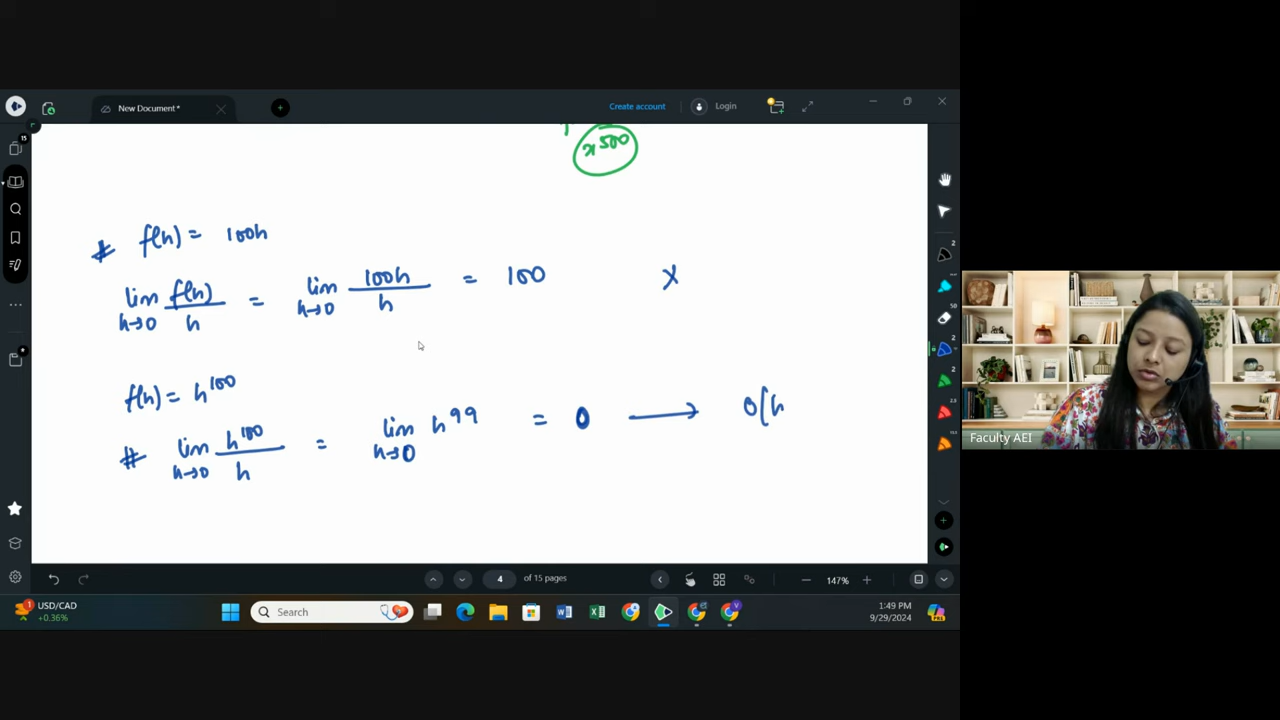 Create account
Login
New Document*
15
x^500
# f(h) = 100h
lim h→0 f(h)/h = lim h→0 100h/h = 100 X
f(h) = h^100
# lim h→0 h^100/h = lim h→0 h^99 = 0 → o(h
Faculty AEI
4 of 15 pages
147%
USD/CAD
+0.36%
Search
1:49 PM
9/29/2024